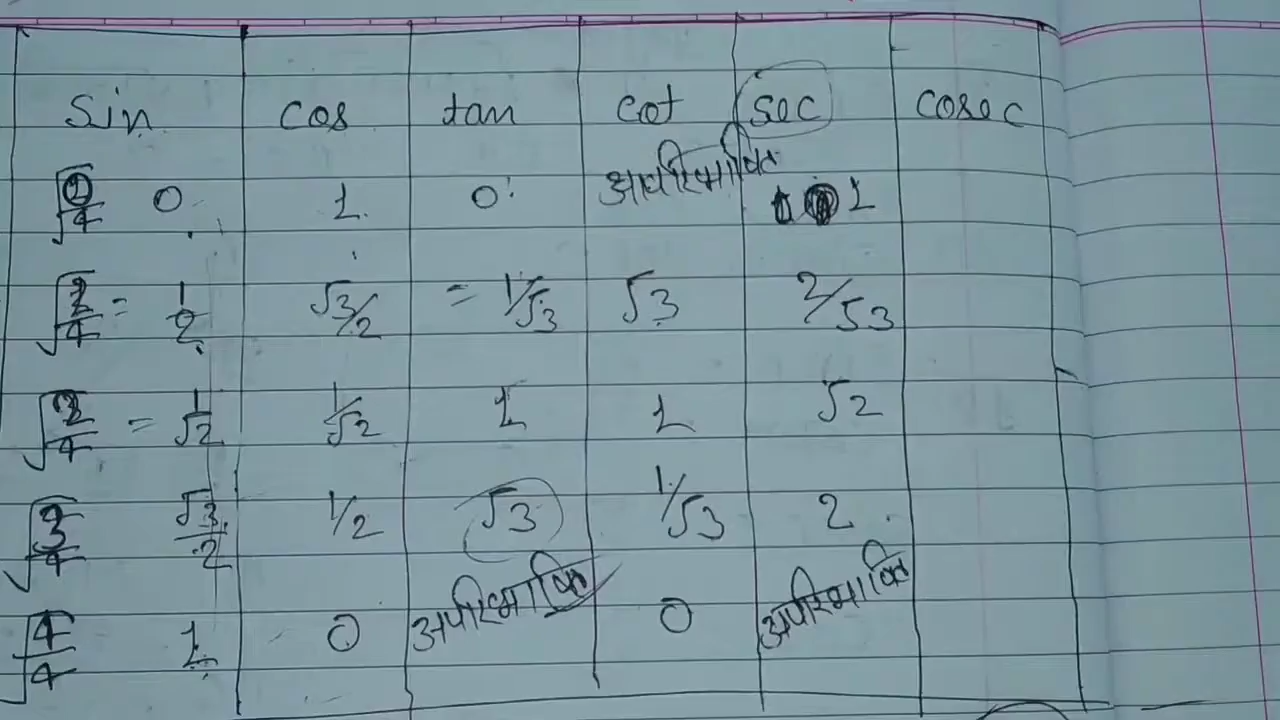 Sin cos tan cot sec cosec
√0/4 0 1 0 अपरिभाषित 1
√1/4 = 1/2 √3/2 = 1/√3 √3 2/√3
√2/4 = 1/√2 1/√2 1 1 √2
√3/4 √3/2 1/2 √3 1/√3 2
√4/4 1 0 अपरिभाषित 0 अपरिभाषित